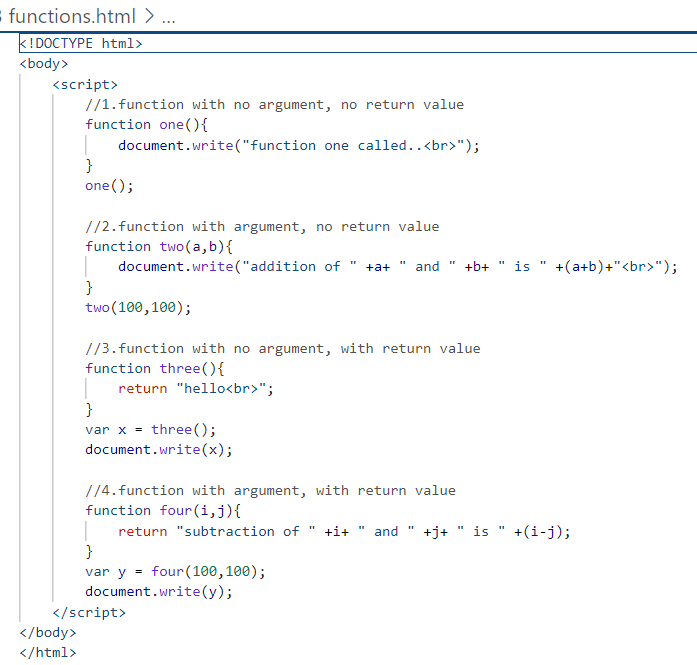 functions.html > ...
<!DOCTYPE html>
<body>
    <script>
        //1.function with no argument, no return value
        function one(){
            document.write("function one called..<br>");
        }
        one();

        //2.function with argument, no return value
        function two(a,b){
            document.write("addition of " +a+ " and " +b+ " is " +(a+b)+"<br>");
        }
        two(100,100);

        //3.function with no argument, with return value
        function three(){
            return "hello<br>";
        }
        var x = three();
        document.write(x);

        //4.function with argument, with return value
        function four(i,j){
            return "subtraction of " +i+ " and " +j+ " is " +(i-j);
        }
        var y = four(100,100);
        document.write(y);
    </script>
</body>
</html>